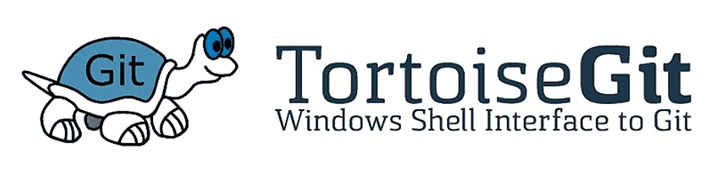 Git
TortoiseGit
Windows Shell Interface to Git